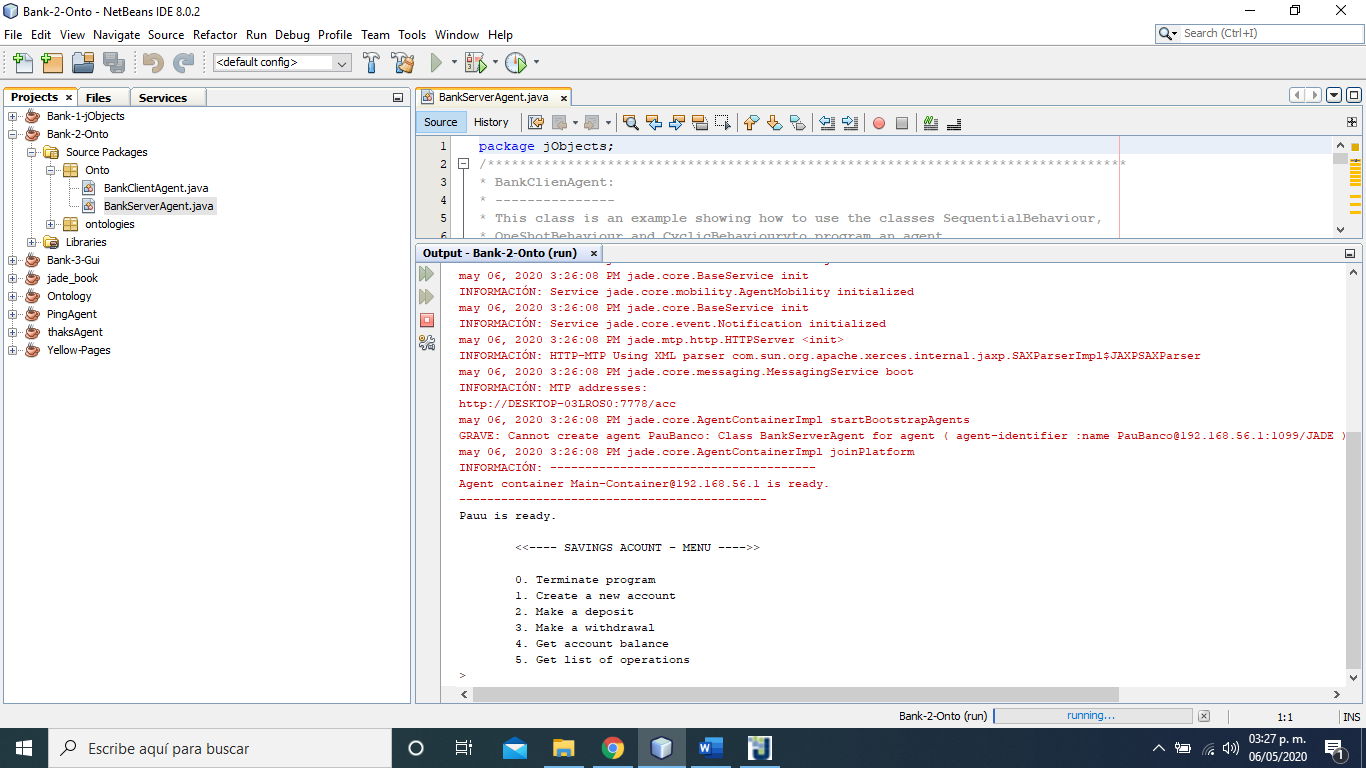 Bank-2-Onto - NetBeans IDE 8.0.2
File Edit View Navigate Source Refactor Run Debug Profile Team Tools Window Help
Search (Ctrl+I)
<default config>
Projects Files Services
Bank-1-jObjects
Bank-2-Onto
Source Packages
Onto
BankClientAgent.java
BankServerAgent.java
ontologies
Libraries
Bank-3-Gui
jade_book
Ontology
PingAgent
thaksAgent
Yellow-Pages
BankServerAgent.java
Source History
1 package jObjects;
2 /*******************************************************************************
3 * BankClienAgent:
4 * ---------------
5 * This class is an example showing how to use the classes SequentialBehaviour,
6 * OneShotBehaviour and CyclicBehaviouryto program an agent
Output - Bank-2-Onto (run)
may 06, 2020 3:26:08 PM jade.core.BaseService init
INFORMACIÓN: Service jade.core.mobility.AgentMobility initialized
may 06, 2020 3:26:08 PM jade.core.BaseService init
INFORMACIÓN: Service jade.core.event.Notification initialized
may 06, 2020 3:26:08 PM jade.mtp.http.HTTPServer <init>
INFORMACIÓN: HTTP-MTP Using XML parser com.sun.org.apache.xerces.internal.jaxp.SAXParserImpl$JAXPSAXParser
may 06, 2020 3:26:08 PM jade.core.messaging.MessagingService boot
INFORMACIÓN: MTP addresses:
http://DESKTOP-03LROS0:7778/acc
may 06, 2020 3:26:08 PM jade.core.AgentContainerImpl startBootstrapAgents
GRAVE: Cannot create agent PauBanco: Class BankServerAgent for agent ( agent-identifier :name PauBanco@192.168.56.1:1099/JADE )
may 06, 2020 3:26:08 PM jade.core.AgentContainerImpl joinPlatform
INFORMACIÓN: --------------------------------------
Agent container Main-Container@192.168.56.1 is ready.
--------------------------------------------
Pauu is ready.
<<---- SAVINGS ACOUNT - MENU ---->>
0. Terminate program
1. Create a new account
2. Make a deposit
3. Make a withdrawal
4. Get account balance
5. Get list of operations
>
Bank-2-Onto (run) running... 1:1 INS
Escribe aquí para buscar
03:27 p. m.
06/05/2020
1